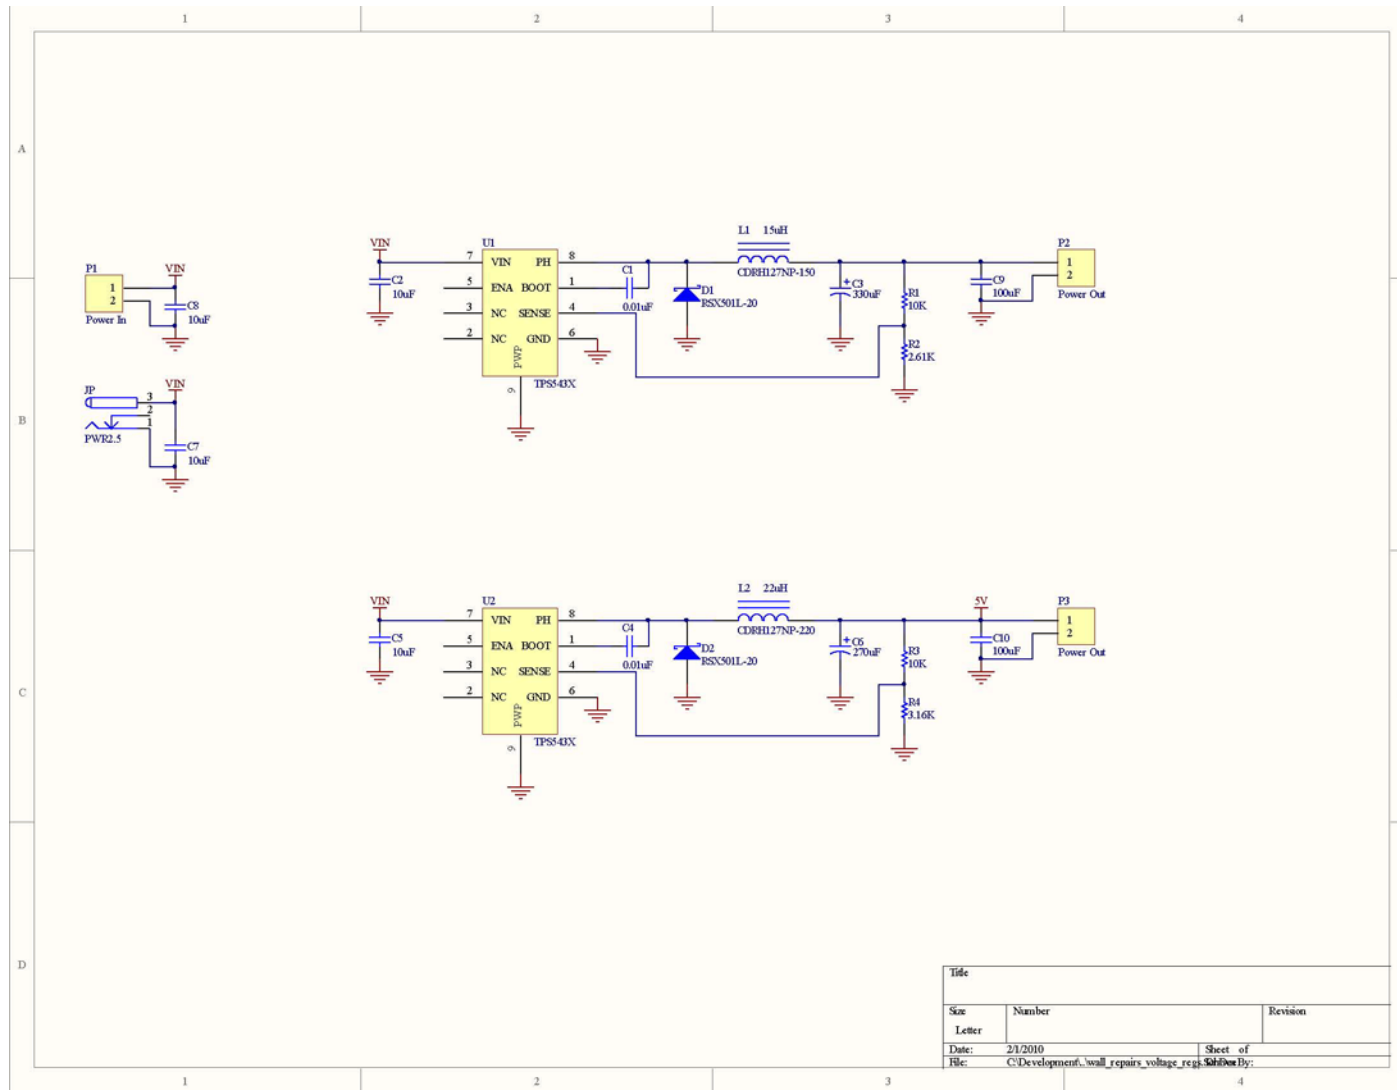 1 2 3 4
A
B
C
D
P1
1
2
Power In
VIN
C8
10uF
JP
3
2
1
PWR2.5
VIN
C7
10uF
VIN
C2
10uF
U1
7 VIN PH 8
5 ENA BOOT 1
3 NC SENSE 4
2 NC GND 6
PWP
9
TPS543X
C1
0.01uF
D1
RSX501L-20
L1 15uH
CDRH127NP-150
C3
330uF
R1
10K
R2
2.61K
C9
100uF
P2
1
2
Power Out
VIN
C5
10uF
U2
7 VIN PH 8
5 ENA BOOT 1
3 NC SENSE 4
2 NC GND 6
PWP
9
TPS543X
C4
0.01uF
D2
RSX501L-20
L2 22uH
CDRH127NP-220
C6
270uF
R3
10K
R4
3.16K
5V
C10
100uF
P3
1
2
Power Out
Title
Size Number Revision
Letter
Date: 2/1/2010 Sheet of
File: C:\Development\..\wall_repairs_voltage_regs By:
1 2 3 4